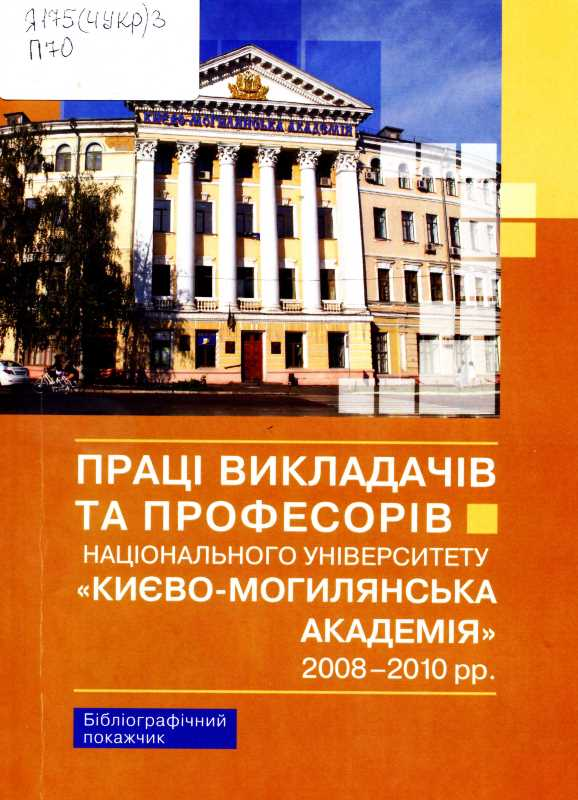 Я175(4УКР)3
П70
КИЄВО-МОГИЛЯНСЬКА АКАДЕМІЯ
ПРАЦІ ВИКЛАДАЧІВ
ТА ПРОФЕСОРІВ
НАЦІОНАЛЬНОГО УНІВЕРСИТЕТУ
«КИЄВО-МОГИЛЯНСЬКА
АКАДЕМІЯ»
2008–2010 рр.
Бібліографічний
покажчик